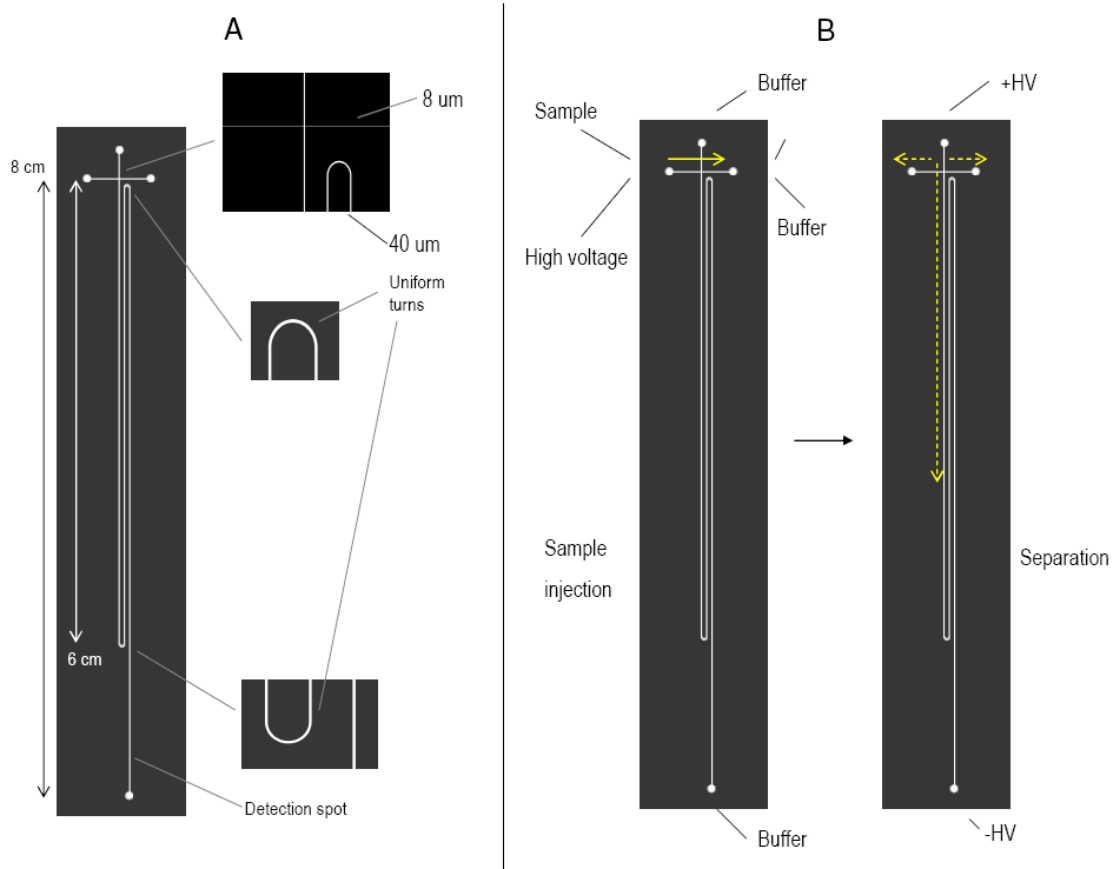 A
8 um
8 cm
40 um
Uniform
turns
6 cm
Detection spot
B
Buffer
Sample
Buffer
High voltage
Sample
injection
Buffer
+HV
Separation
-HV